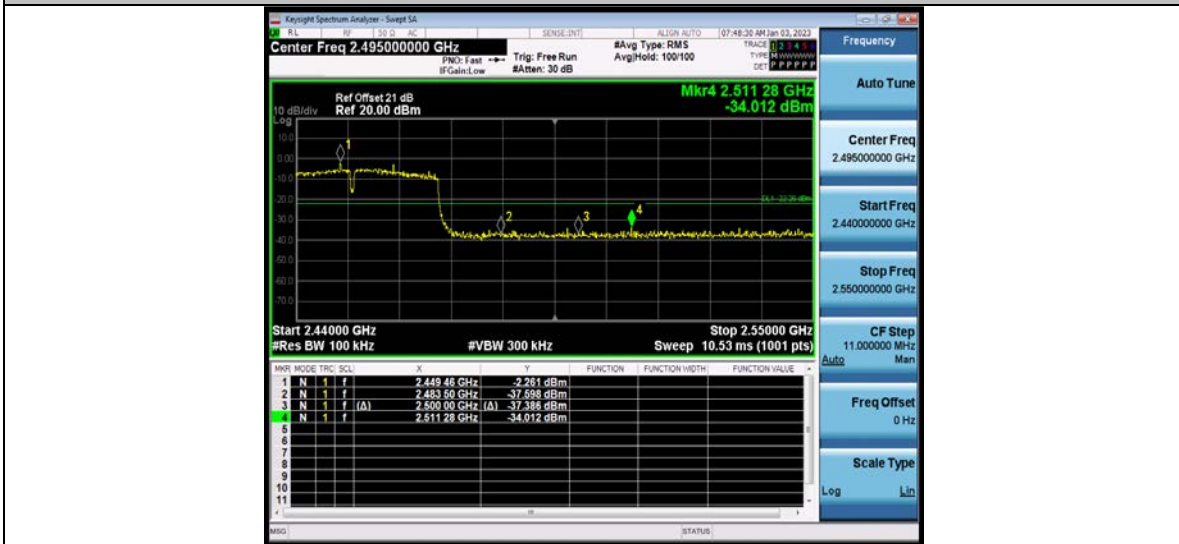 Keysight Spectrum Analyzer - Swept SA
RL RF 50 Ω AC SENSE:INT ALIGN AUTO 07:48:30 AM Jan 03, 2023
Center Freq 2.495000000 GHz
PNO: Fast
IFGain:Low
Trig: Free Run
#Atten: 30 dB
#Avg Type: RMS
Avg|Hold: 100/100
TRACE 1 2 3 4 5 6
TYPE M WWWWW
DET P P P P P P
Frequency
Auto Tune
Center Freq
2.495000000 GHz
Start Freq
2.440000000 GHz
Stop Freq
2.550000000 GHz
CF Step
11.000000 MHz
Auto Man
Freq Offset
0 Hz
Scale Type
Log Lin
Mkr4 2.511 28 GHz
-34.012 dBm
Ref Offset 21 dB
10 dB/div Ref 20.00 dBm
Log
10.0
0.00
-10.0
-20.0
-30.0
-40.0
-50.0
-60.0
-70.0
1
2
3
4
DL1 -22.26 dBm
Start 2.44000 GHz Stop 2.55000 GHz
#Res BW 100 kHz #VBW 300 kHz Sweep 10.53 ms (1001 pts)
MKR MODE TRC SCL X Y FUNCTION FUNCTION WIDTH FUNCTION VALUE
1 N 1 f 2.449 46 GHz -2.261 dBm
2 N 1 f 2.483 50 GHz -37.598 dBm
3 N 1 f (Δ) 2.500 00 GHz (Δ) -37.386 dBm
4 N 1 f 2.511 28 GHz -34.012 dBm
5
6
7
8
9
10
11
MSG STATUS